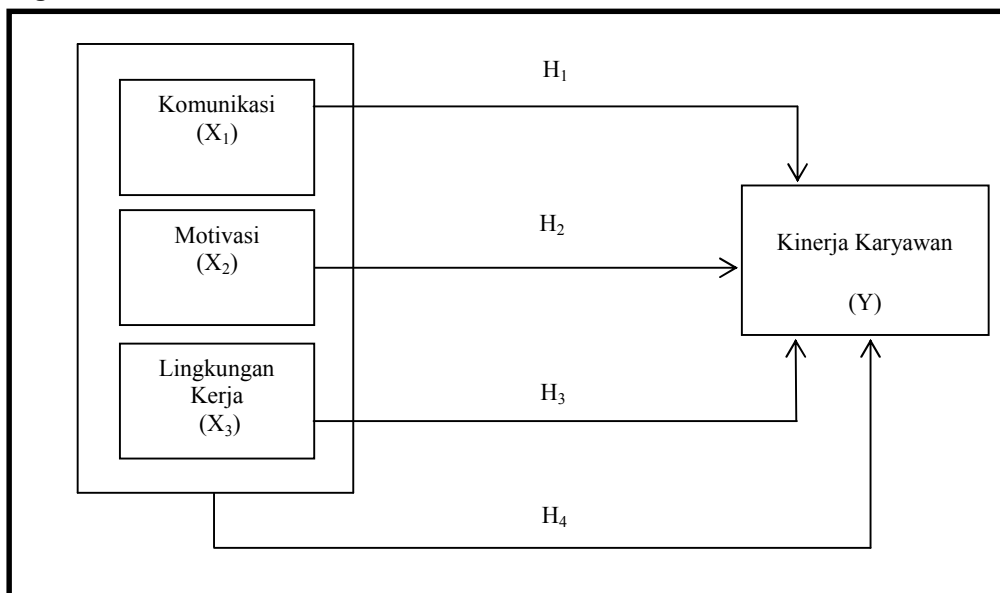 H₁
Komunikasi
(X₁)
Motivasi
(X₂)
H₂
Kinerja Karyawan
(Y)
Lingkungan
Kerja
(X₃)
H₃
H₄